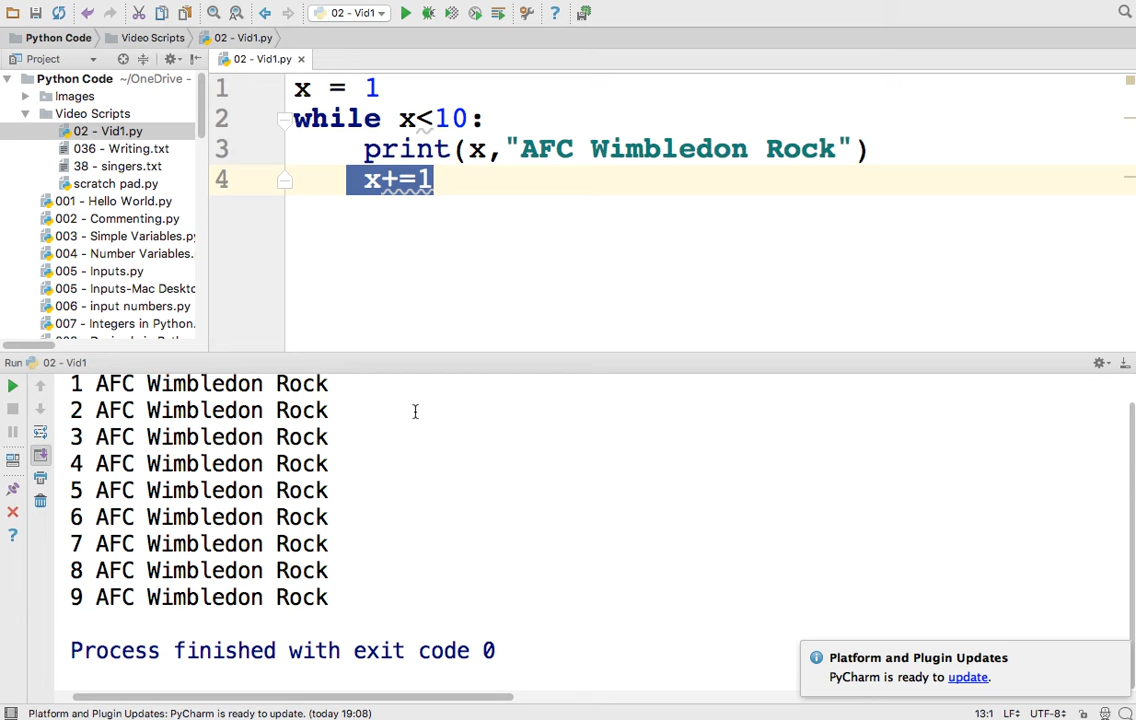 02 - Vid1
Python Code
Video Scripts
02 - Vid1.py
Project
02 - Vid1.py
Python Code ~/OneDrive -
Images
Video Scripts
02 - Vid1.py
036 - Writing.txt
38 - singers.txt
scratch pad.py
001 - Hello World.py
002 - Commenting.py
003 - Simple Variables.py
004 - Number Variables.
005 - Inputs.py
005 - Inputs-Mac Deskto
006 - input numbers.py
007 - Integers in Python.
1 x = 1
2 while x<10:
3 print(x,"AFC Wimbledon Rock")
4 x+=1
Run 02 - Vid1
1 AFC Wimbledon Rock
2 AFC Wimbledon Rock
3 AFC Wimbledon Rock
4 AFC Wimbledon Rock
5 AFC Wimbledon Rock
6 AFC Wimbledon Rock
7 AFC Wimbledon Rock
8 AFC Wimbledon Rock
9 AFC Wimbledon Rock
Process finished with exit code 0
Platform and Plugin Updates
PyCharm is ready to update.
Platform and Plugin Updates: PyCharm is ready to update. (today 19:08)
13:1 LF÷ UTF-8÷